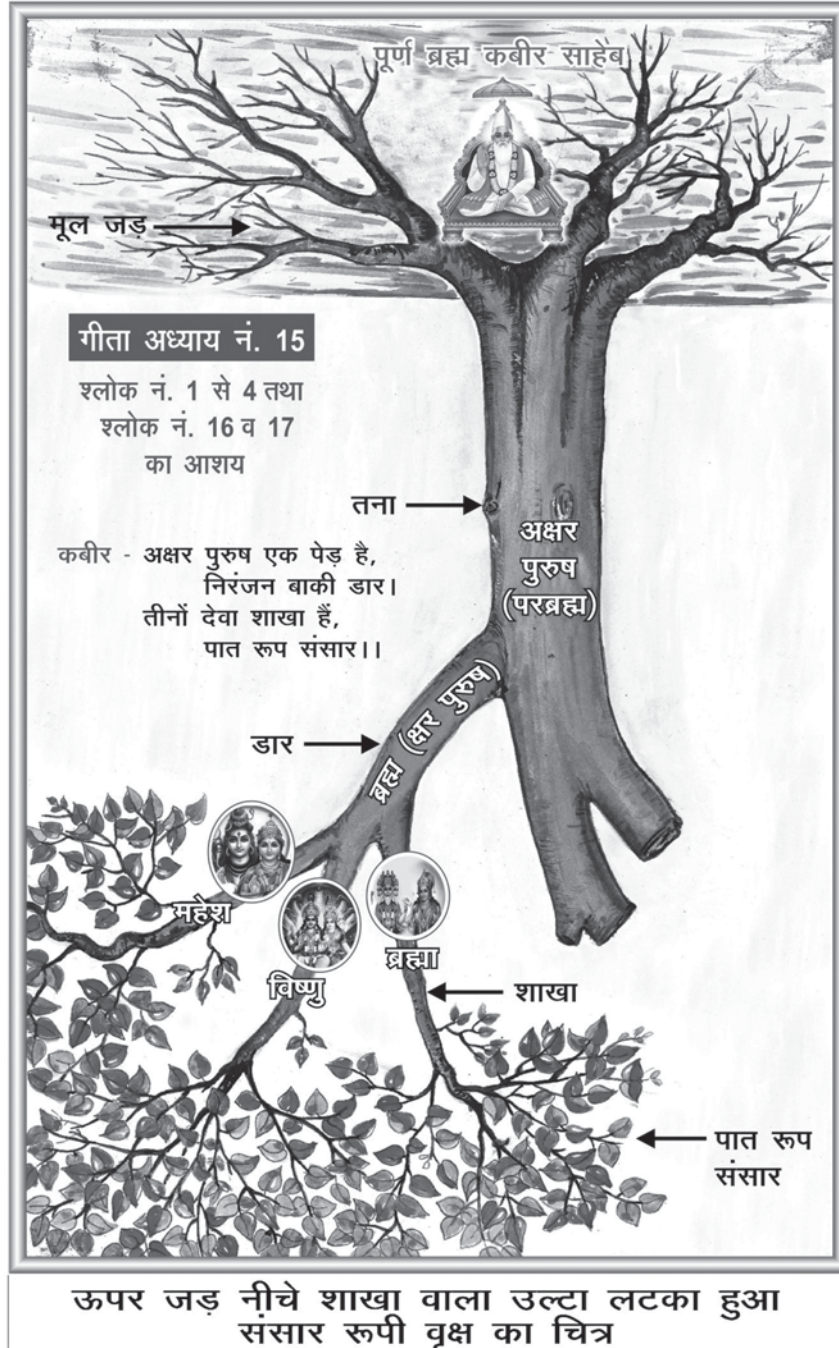 पूर्ण ब्रह्म कबीर साहेब
मूल जड़
गीता अध्याय नं. 15
श्लोक नं. 1 से 4 तथा
श्लोक नं. 16 व 17
का आशय
तना
अक्षर
पुरुष
(परब्रह्म)
कबीर - अक्षर पुरुष एक पेड़ है,
निरंजन बाकी डार।
तीनों देवा शाखा हैं,
पात रूप संसार।।
ब्रह्म (क्षर पुरुष)
डार
महेश
विष्णु
ब्रह्मा
शाखा
पात रूप
संसार
ऊपर जड़ नीचे शाखा वाला उल्टा लटका हुआ
संसार रूपी वृक्ष का चित्र